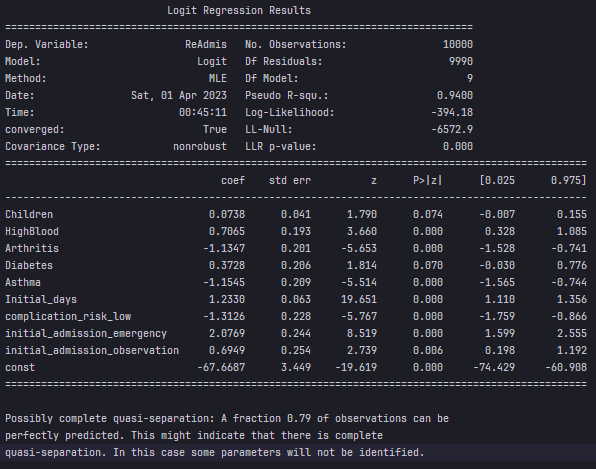 Logit Regression Results
==============================================================================
Dep. Variable: ReAdmis No. Observations: 10000
Model: Logit Df Residuals: 9990
Method: MLE Df Model: 9
Date: Sat, 01 Apr 2023 Pseudo R-squ.: 0.9400
Time: 00:45:11 Log-Likelihood: -394.18
converged: True LL-Null: -6572.9
Covariance Type: nonrobust LLR p-value: 0.000
=================================================================================================
coef std err z P>|z| [0.025 0.975]
-------------------------------------------------------------------------------------------------
Children 0.0738 0.041 1.790 0.074 -0.007 0.155
HighBlood 0.7065 0.193 3.660 0.000 0.328 1.085
Arthritis -1.1347 0.201 -5.653 0.000 -1.528 -0.741
Diabetes 0.3728 0.206 1.814 0.070 -0.030 0.776
Asthma -1.1545 0.209 -5.514 0.000 -1.565 -0.744
Initial_days 1.2330 0.063 19.651 0.000 1.110 1.356
complication_risk_low -1.3126 0.228 -5.767 0.000 -1.759 -0.866
initial_admission_emergency 2.0769 0.244 8.519 0.000 1.599 2.555
initial_admission_observation 0.6949 0.254 2.739 0.006 0.198 1.192
const -67.6687 3.449 -19.619 0.000 -74.429 -60.908
=================================================================================================
Possibly complete quasi-separation: A fraction 0.79 of observations can be
perfectly predicted. This might indicate that there is complete
quasi-separation. In this case some parameters will not be identified.